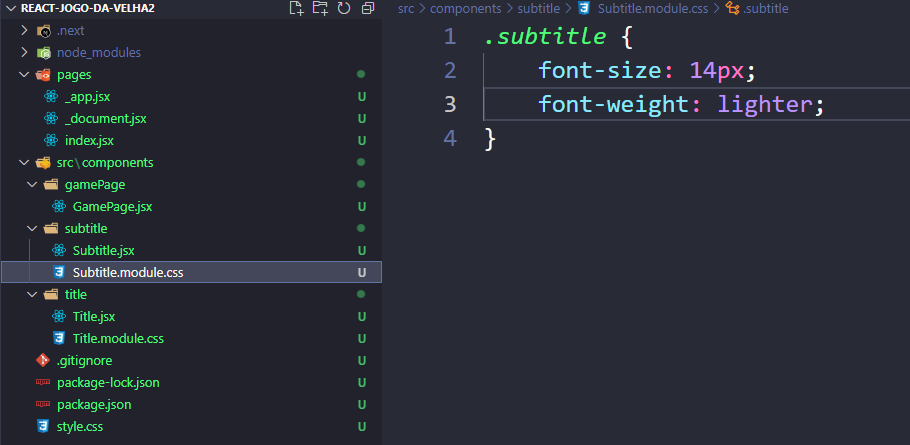 REACT-JOGO-DA-VELHA2
.next
node_modules
pages
_app.jsx U
_document.jsx U
index.jsx U
src\components
gamePage
GamePage.jsx U
subtitle
Subtitle.jsx U
Subtitle.module.css U
title
Title.jsx U
Title.module.css U
.gitignore U
package-lock.json U
package.json U
style.css U
src > components > subtitle > Subtitle.module.css > .subtitle
1 .subtitle {
2 font-size: 14px;
3 font-weight: lighter;
4 }